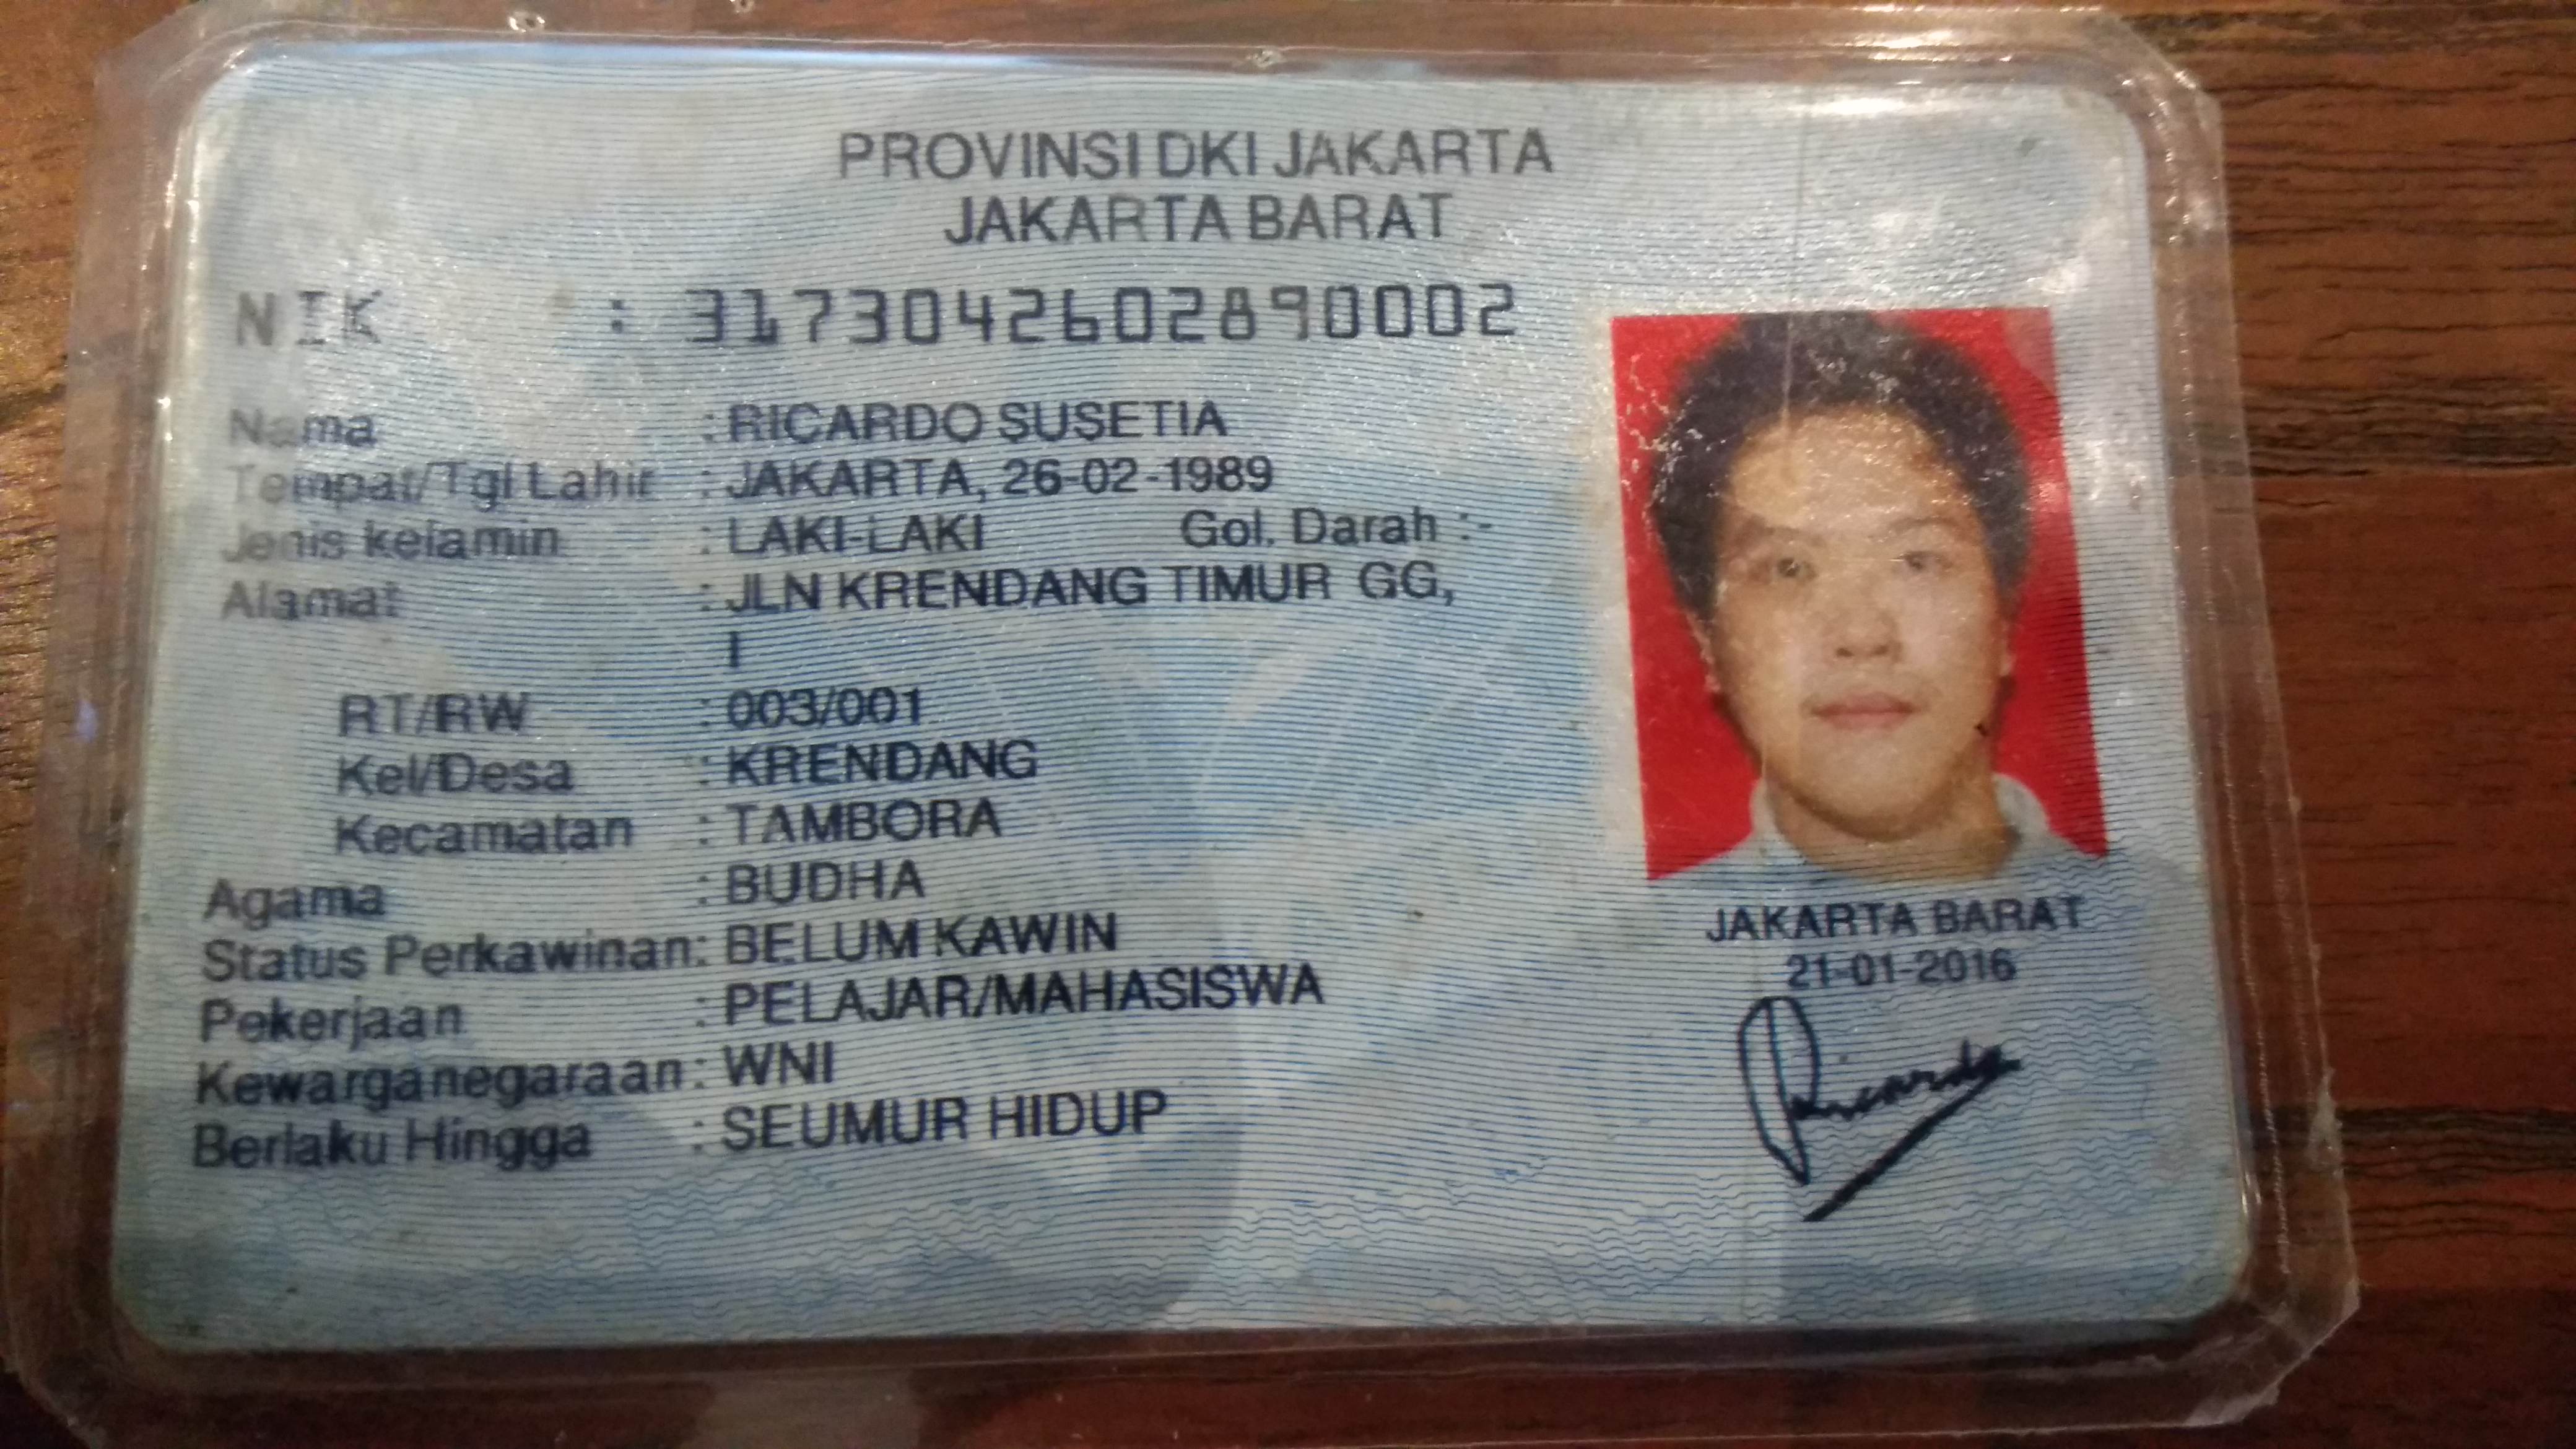 PROVINSI DKI JAKARTA
JAKARTA BARAT
NIK : 3173042602890002
Nama : RICARDO SUSETIA
Tempat/Tgl Lahir : JAKARTA, 26-02-1989
Jenis kelamin : LAKI-LAKI Gol. Darah :-
Alamat : JLN KRENDANG TIMUR GG,
I
RT/RW : 003/001
Kel/Desa : KRENDANG
Kecamatan : TAMBORA
Agama : BUDHA
Status Perkawinan: BELUM KAWIN
Pekerjaan : PELAJAR/MAHASISWA
Kewarganegaraan: WNI
Berlaku Hingga : SEUMUR HIDUP
JAKARTA BARAT
21-01-2016
Ricardo